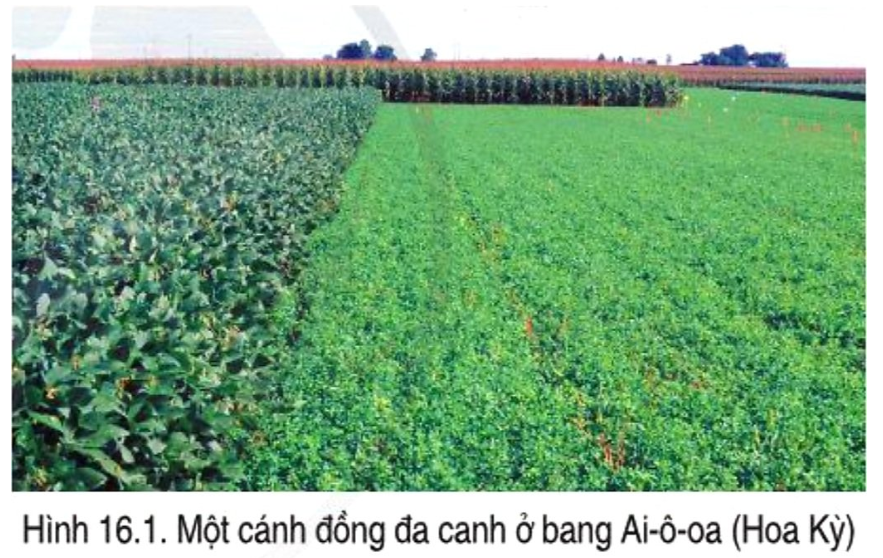 Hình 16.1. Một cánh đồng đa canh ở bang Ai-ô-oa (Hoa Kỳ)